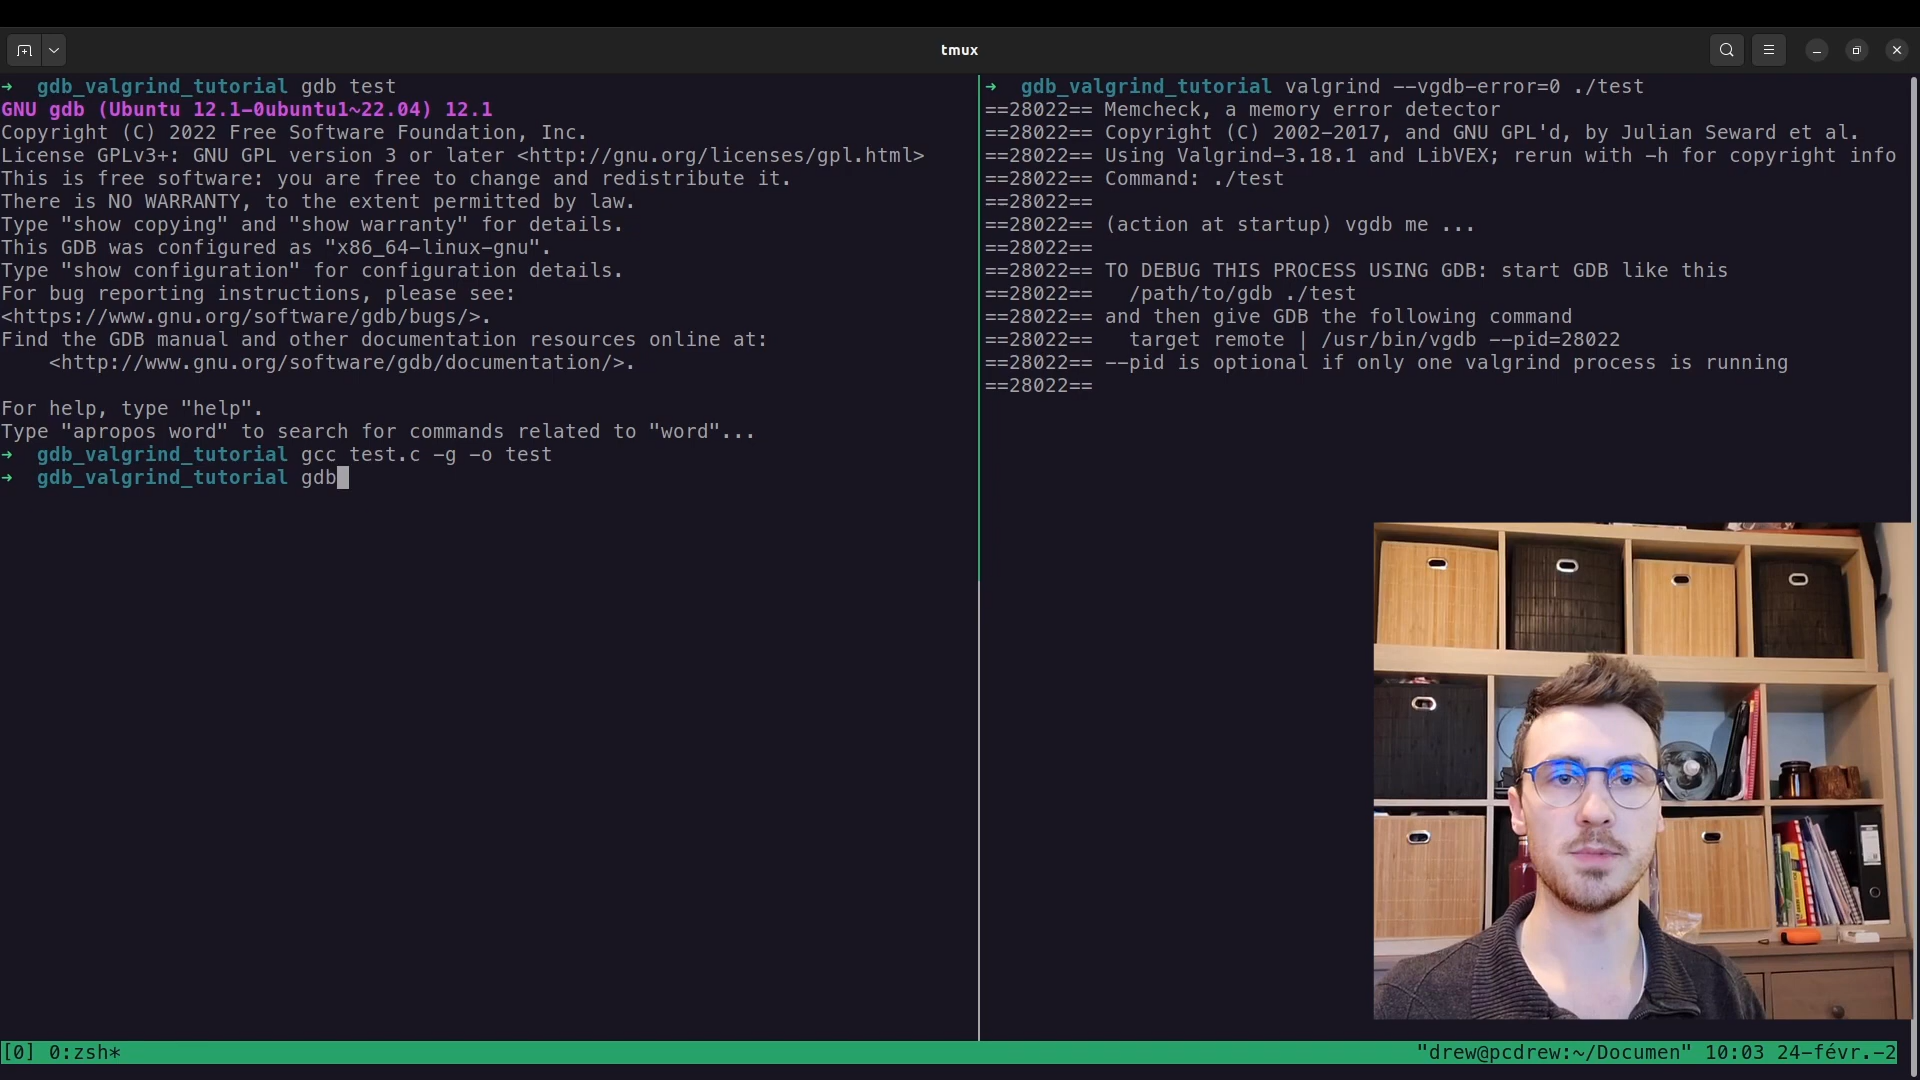 tmux
➜  gdb_valgrind_tutorial gdb test
GNU gdb (Ubuntu 12.1-0ubuntu1~22.04) 12.1
Copyright (C) 2022 Free Software Foundation, Inc.
License GPLv3+: GNU GPL version 3 or later <http://gnu.org/licenses/gpl.html>
This is free software: you are free to change and redistribute it.
There is NO WARRANTY, to the extent permitted by law.
Type "show copying" and "show warranty" for details.
This GDB was configured as "x86_64-linux-gnu".
Type "show configuration" for configuration details.
For bug reporting instructions, please see:
<https://www.gnu.org/software/gdb/bugs/>.
Find the GDB manual and other documentation resources online at:
    <http://www.gnu.org/software/gdb/documentation/>.
For help, type "help".
Type "apropos word" to search for commands related to "word"...
➜  gdb_valgrind_tutorial gcc test.c -g -o test
➜  gdb_valgrind_tutorial gdb
➜  gdb_valgrind_tutorial valgrind --vgdb-error=0 ./test
==28022== Memcheck, a memory error detector
==28022== Copyright (C) 2002-2017, and GNU GPL'd, by Julian Seward et al.
==28022== Using Valgrind-3.18.1 and LibVEX; rerun with -h for copyright info
==28022== Command: ./test
==28022==
==28022== (action at startup) vgdb me ...
==28022==
==28022== TO DEBUG THIS PROCESS USING GDB: start GDB like this
==28022==   /path/to/gdb ./test
==28022== and then give GDB the following command
==28022==   target remote | /usr/bin/vgdb --pid=28022
==28022== --pid is optional if only one valgrind process is running
==28022==
[0] 0:zsh*
"drew@pcdrew:~/Documen" 10:03 24-févr.-2